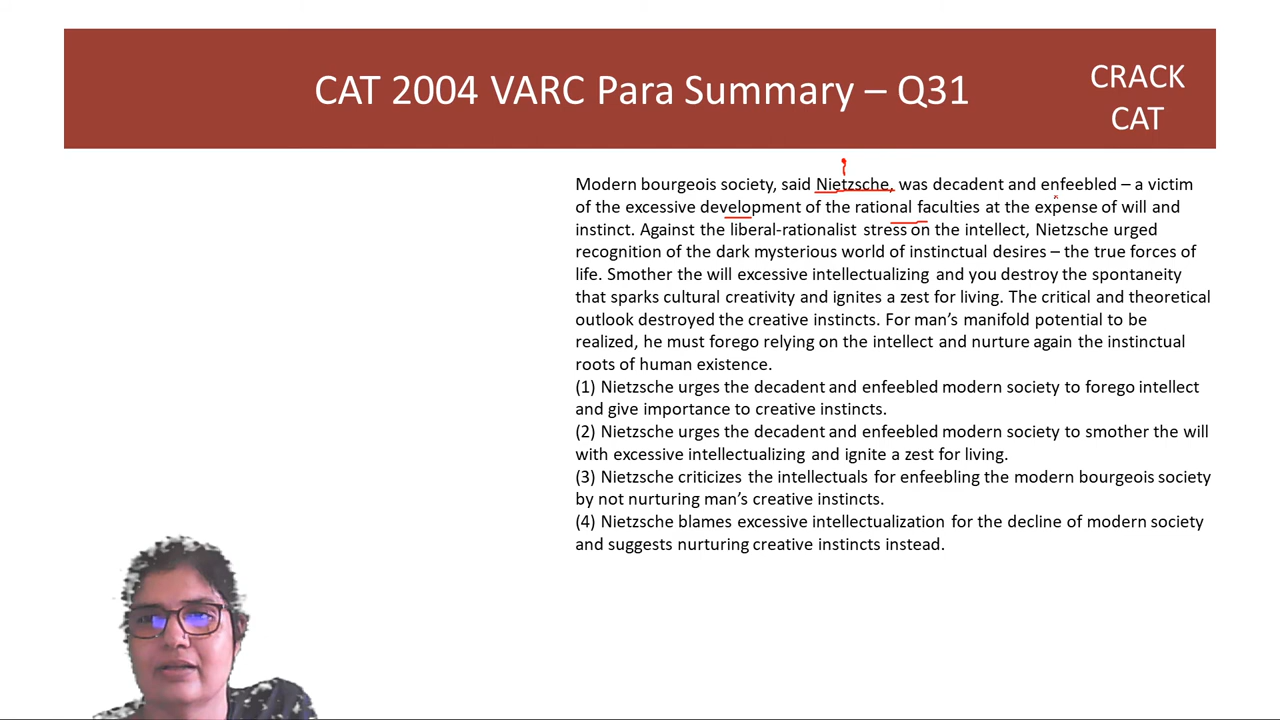 CAT 2004 VARC Para Summary – Q31
CRACK
CAT
Modern bourgeois society, said Nietzsche, was decadent and enfeebled – a victim
of the excessive development of the rational faculties at the expense of will and
instinct. Against the liberal-rationalist stress on the intellect, Nietzsche urged
recognition of the dark mysterious world of instinctual desires – the true forces of
life. Smother the will excessive intellectualizing and you destroy the spontaneity
that sparks cultural creativity and ignites a zest for living. The critical and theoretical
outlook destroyed the creative instincts. For man’s manifold potential to be
realized, he must forego relying on the intellect and nurture again the instinctual
roots of human existence.
(1) Nietzsche urges the decadent and enfeebled modern society to forego intellect
and give importance to creative instincts.
(2) Nietzsche urges the decadent and enfeebled modern society to smother the will
with excessive intellectualizing and ignite a zest for living.
(3) Nietzsche criticizes the intellectuals for enfeebling the modern bourgeois society
by not nurturing man’s creative instincts.
(4) Nietzsche blames excessive intellectualization for the decline of modern society
and suggests nurturing creative instincts instead.